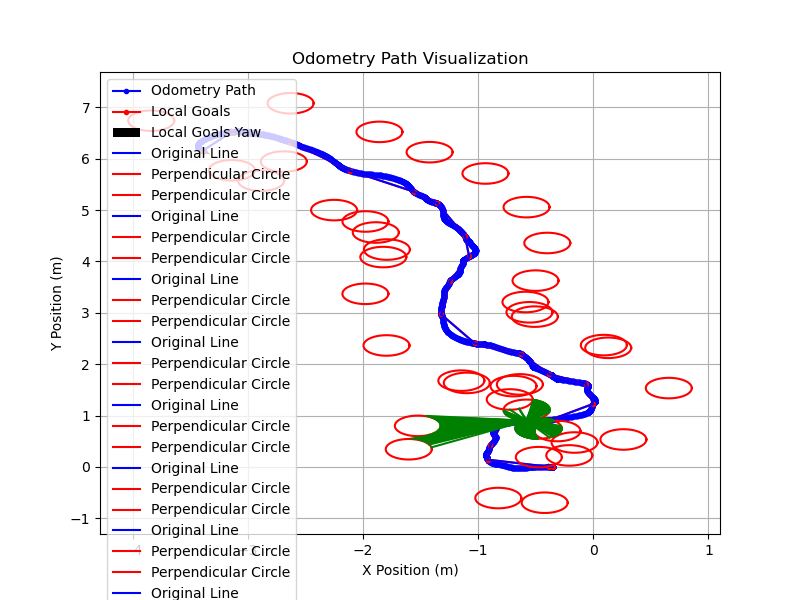 Odometry Path Visualization
Y Position (m)
7
6
5
4
3
2
1
0
−1
Odometry Path
Local Goals
Local Goals Yaw
Original Line
Perpendicular Circle
Perpendicular Circle
Original Line
Perpendicular Circle
Perpendicular Circle
Original Line
Perpendicular Circle
Perpendicular Circle
Original Line
Perpendicular Circle
Perpendicular Circle
Original Line
Perpendicular Circle
Perpendicular Circle
Original Line
Perpendicular Circle
Perpendicular Circle
Original Line
Perpendicular Circle
Perpendicular Circle
Original Line
−4 −3 −2 −1 0 1
X Position (m)